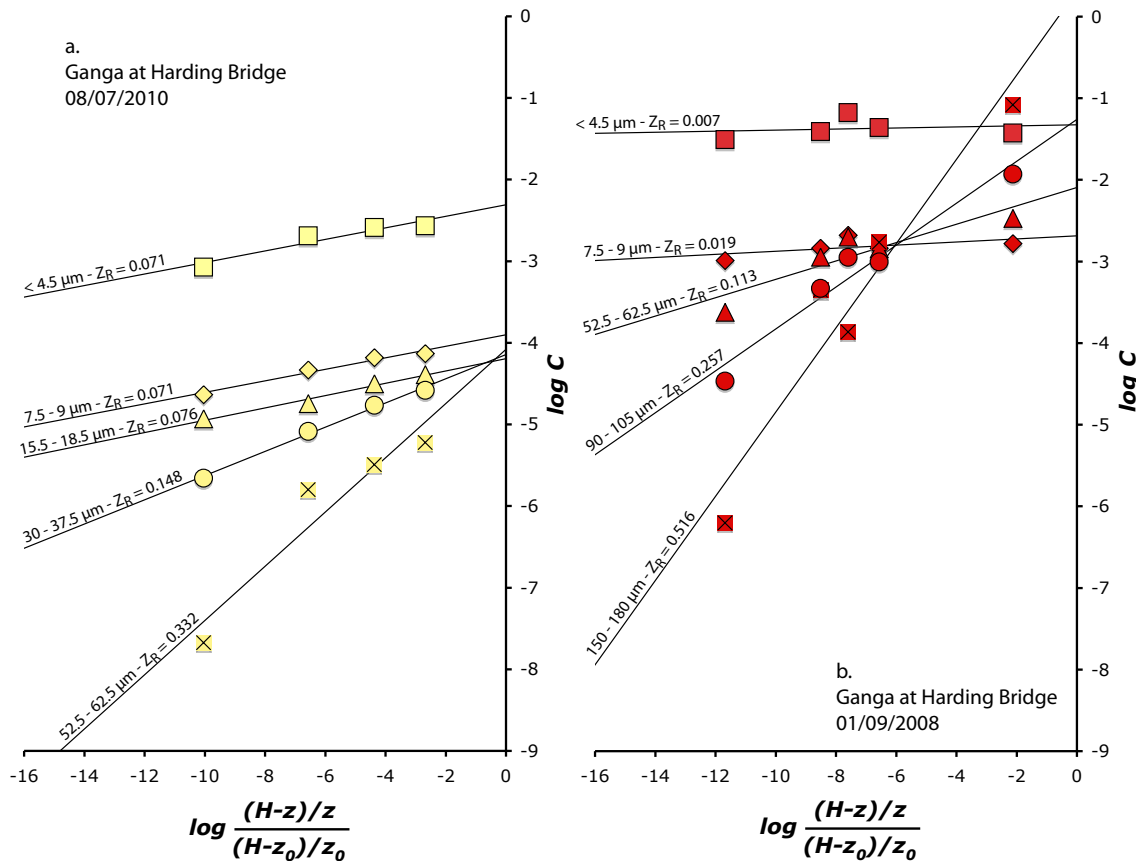 a.
Ganga at Harding Bridge
08/07/2010
< 4.5 µm - Z_R = 0.071
7.5 - 9 µm - Z_R = 0.071
15.5 - 18.5 µm - Z_R = 0.076
30 - 37.5 µm - Z_R = 0.148
52.5 - 62.5 µm - Z_R = 0.332
0
-1
-2
-3
-4
-5
-6
-7
-8
-9
log C
-16 -14 -12 -10 -8 -6 -4 -2 0
log (H-z)/z
(H-z₀)/z₀
< 4.5 µm - Z_R = 0.007
7.5 - 9 µm - Z_R = 0.019
52.5 - 62.5 µm - Z_R = 0.113
90 - 105 µm - Z_R = 0.257
150 - 180 µm - Z_R = 0.516
b.
Ganga at Harding Bridge
01/09/2008
0
-1
-2
-3
-4
-5
-6
-7
-8
-9
log C
-16 -14 -12 -10 -8 -6 -4 -2 0
log (H-z)/z
(H-z₀)/z₀